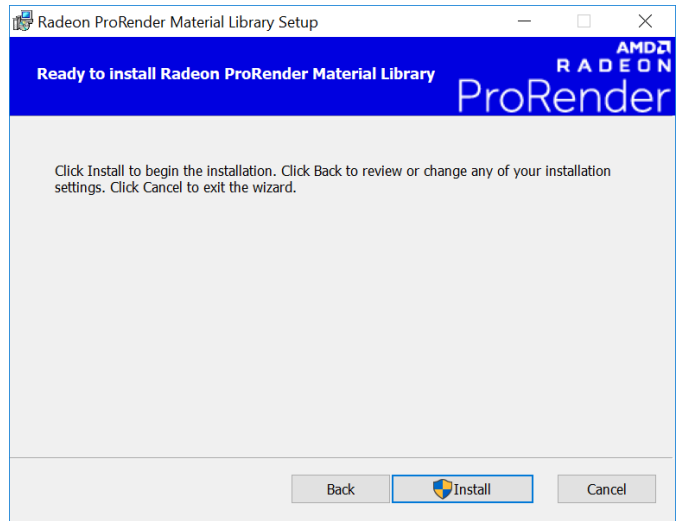 Radeon ProRender Material Library Setup
AMD
RADEON
Ready to install Radeon ProRender Material Library
ProRender
Click Install to begin the installation. Click Back to review or change any of your installation
settings. Click Cancel to exit the wizard.
Back
Install
Cancel